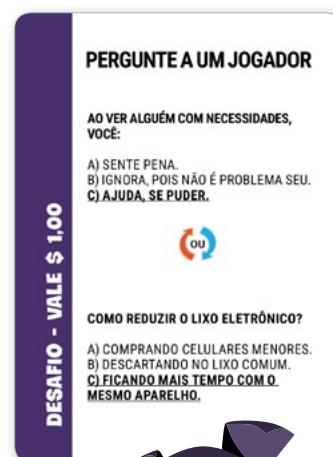 PERGUNTE A UM JOGADOR
AO VER ALGUÉM COM NECESSIDADES,
VOCÊ:
A) SENTE PENA.
B) IGNORA, POIS NÃO É PROBLEMA SEU.
C) AJUDA, SE PUDER.
OU
COMO REDUZIR O LIXO ELETRÔNICO?
A) COMPRANDO CELULARES MENORES.
B) DESCARTANDO NO LIXO COMUM.
C) FICANDO MAIS TEMPO COM O
MESMO APARELHO.
DESAFIO - VALE $ 1,00